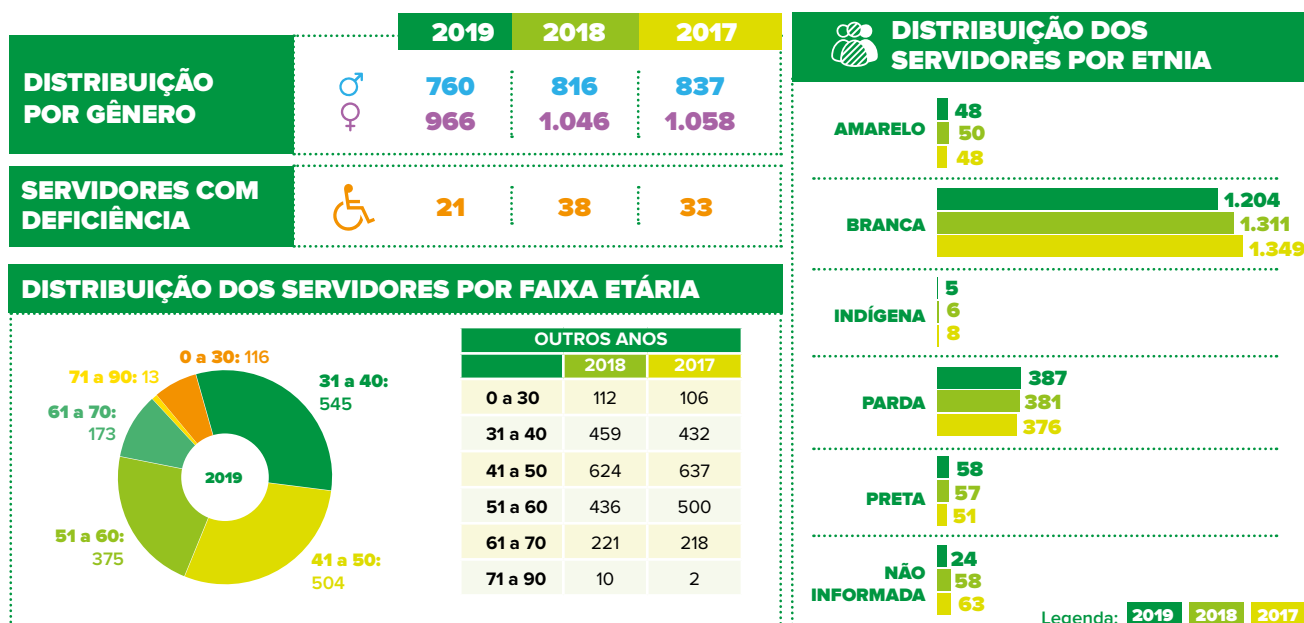 2019 2018 2017
DISTRIBUIÇÃO
POR GÊNERO
760 816 837
966 1.046 1.058
SERVIDORES COM
DEFICIÊNCIA
21 38 33
DISTRIBUIÇÃO DOS SERVIDORES POR FAIXA ETÁRIA
0 a 30: 116
71 a 90: 13
61 a 70:
173
51 a 60:
375
31 a 40:
545
41 a 50:
504
2019
OUTROS ANOS
2018 2017
0 a 30 112 106
31 a 40 459 432
41 a 50 624 637
51 a 60 436 500
61 a 70 221 218
71 a 90 10 2
DISTRIBUIÇÃO DOS
SERVIDORES POR ETNIA
AMARELO
48
50
48
BRANCA
1.204
1.311
1.349
INDÍGENA
5
6
8
PARDA
387
381
376
PRETA
58
57
51
NÃO
INFORMADA
24
58
63
Legenda: 2019 2018 2017